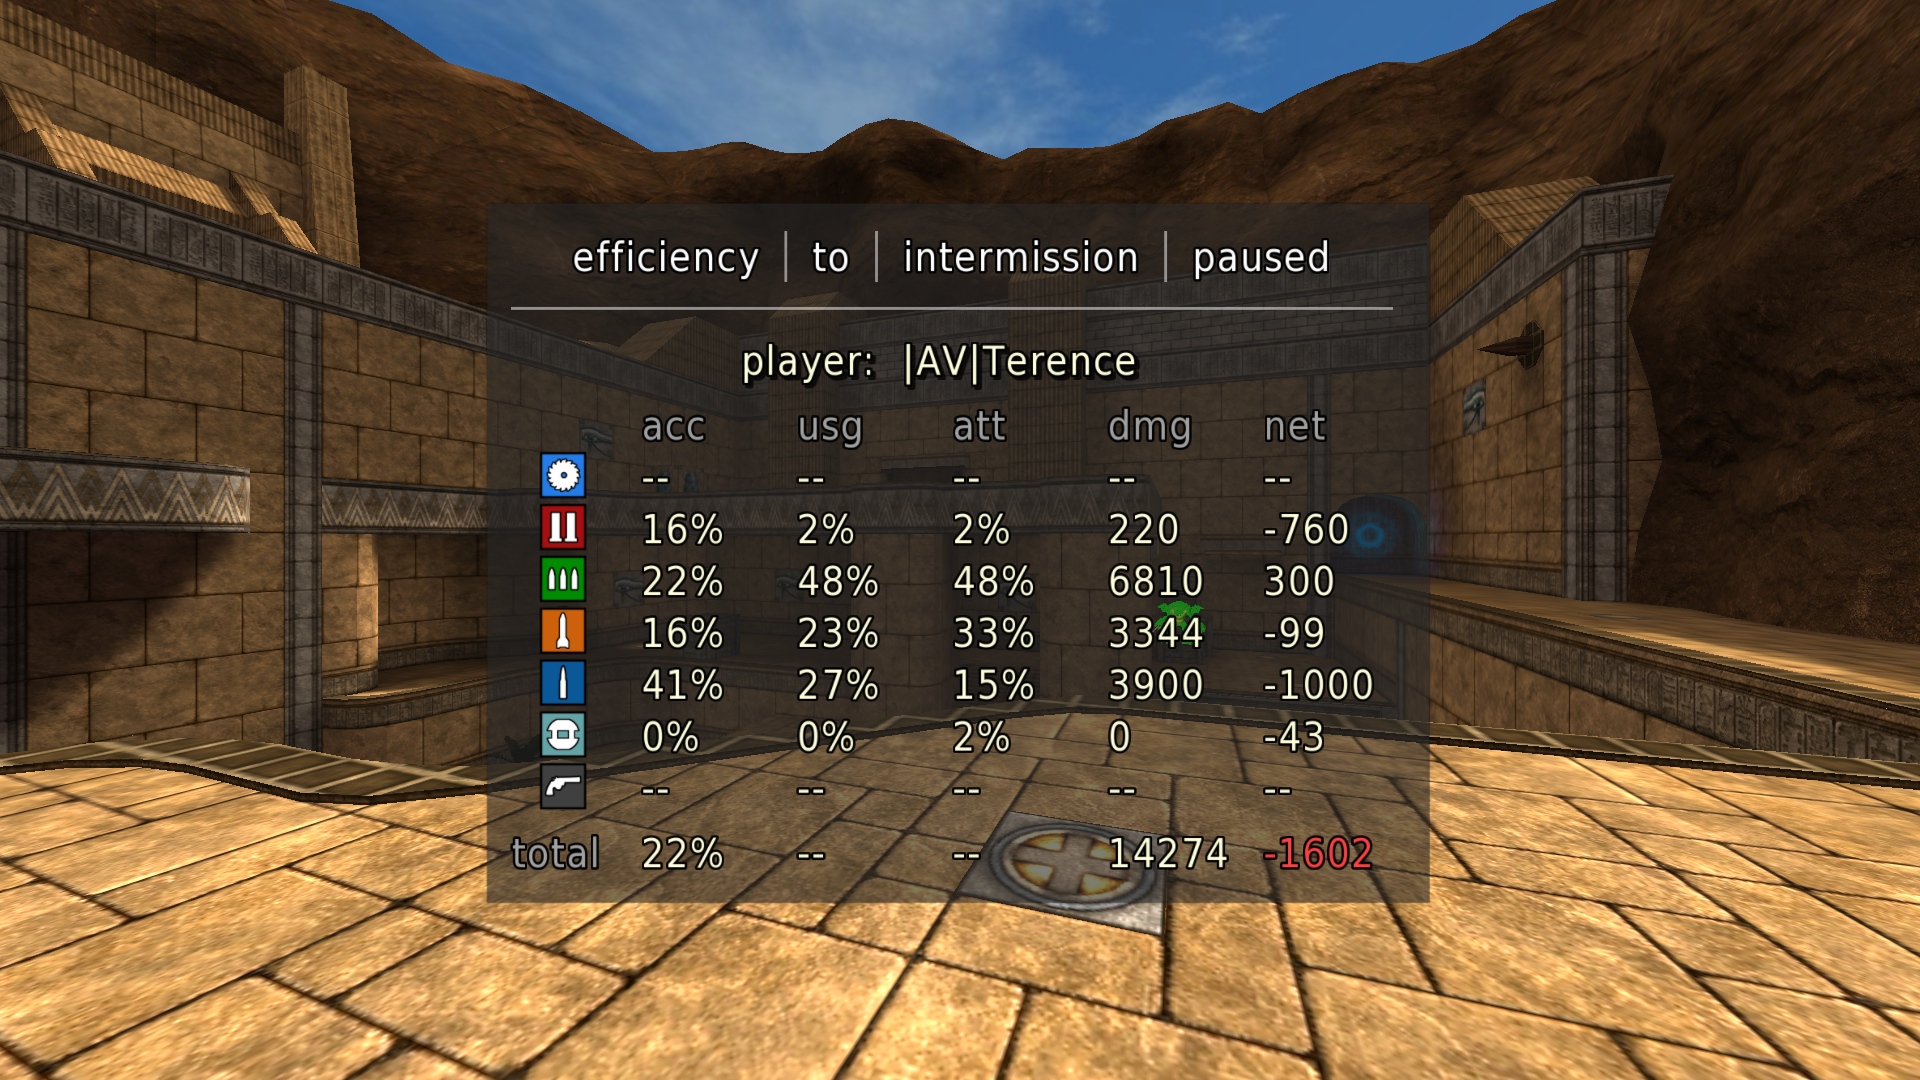 efficiency | to | intermission | paused
player: |AV|Terence
acc usg att dmg net
-- -- -- -- --
16% 2% 2% 220 -760
22% 48% 48% 6810 300
16% 23% 33% 3344 -99
41% 27% 15% 3900 -1000
0% 0% 2% 0 -43
-- -- -- -- --
total 22% -- -- 14274 -1602